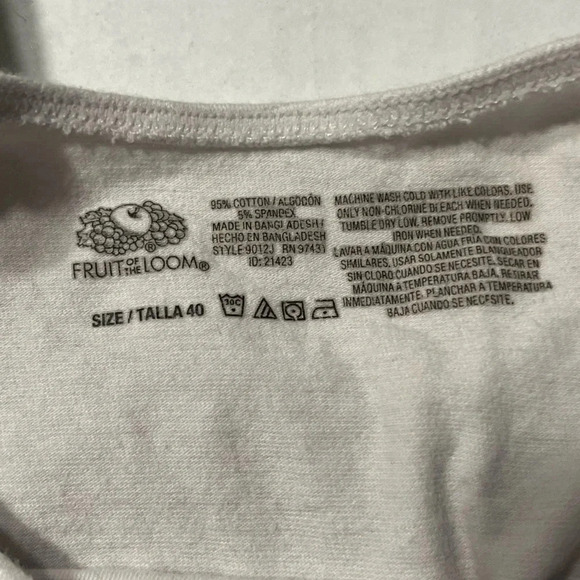 FRUIT OF THE LOOM®
SIZE / TALLA 40
30C
95% COTTON / ALGODÓN
5% SPANDEX
MADE IN BANGLADESH /
HECHO EN BANGLADESH
STYLE 9012J RN 97431
ID: 21423
MACHINE WASH COLD WITH LIKE COLORS. USE
ONLY NON-CHLORINE BLEACH WHEN NEEDED.
TUMBLE DRY LOW. REMOVE PROMPTLY. LOW
IRON WHEN NEEDED.
LAVAR A MÁQUINA CON AGUA FRÍA CON COLORES
SIMILARES. USAR SOLAMENTE BLANQUEADOR
SIN CLORO CUANDO SE NECESITE. SECAR EN
MÁQUINA A TEMPERATURA BAJA. RETIRAR
INMEDIATAMENTE. PLANCHAR A TEMPERATURA
BAJA CUANDO SE NECESITE.